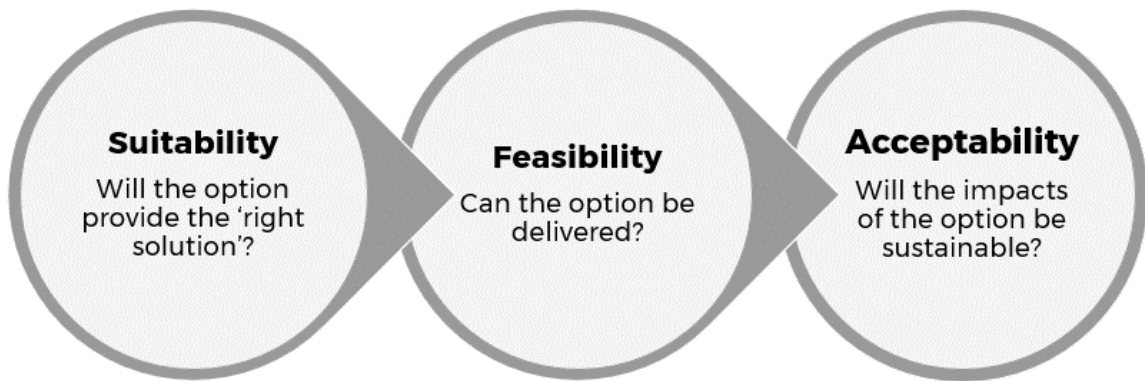 Suitability
Will the option
provide the ‘right
solution’?
Feasibility
Can the option be
delivered?
Acceptability
Will the impacts
of the option be
sustainable?